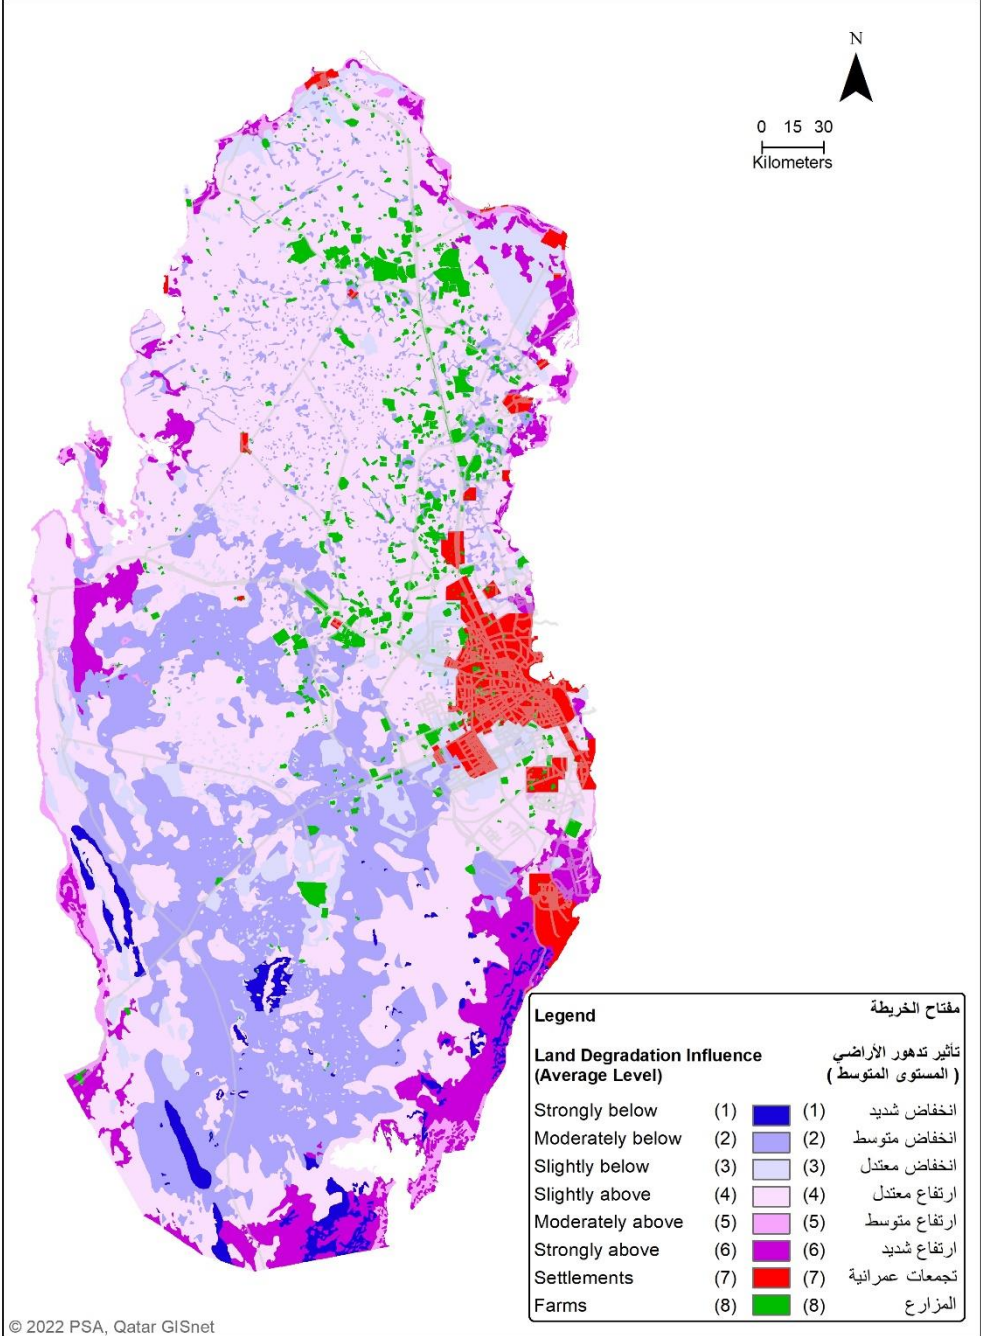 N
0 15 30
Kilometers
Legend مفتاح الخريطة
Land Degradation Influence تأثير تدهور الأراضي
(Average Level) ( المستوى المتوسط )
Strongly below (1) (1) انخفاض شديد
Moderately below (2) (2) انخفاض متوسط
Slightly below (3) (3) انخفاض معتدل
Slightly above (4) (4) ارتفاع معتدل
Moderately above (5) (5) ارتفاع متوسط
Strongly above (6) (6) ارتفاع شديد
Settlements (7) (7) تجمعات عمرانية
Farms (8) (8) المزارع
© 2022 PSA, Qatar GISnet